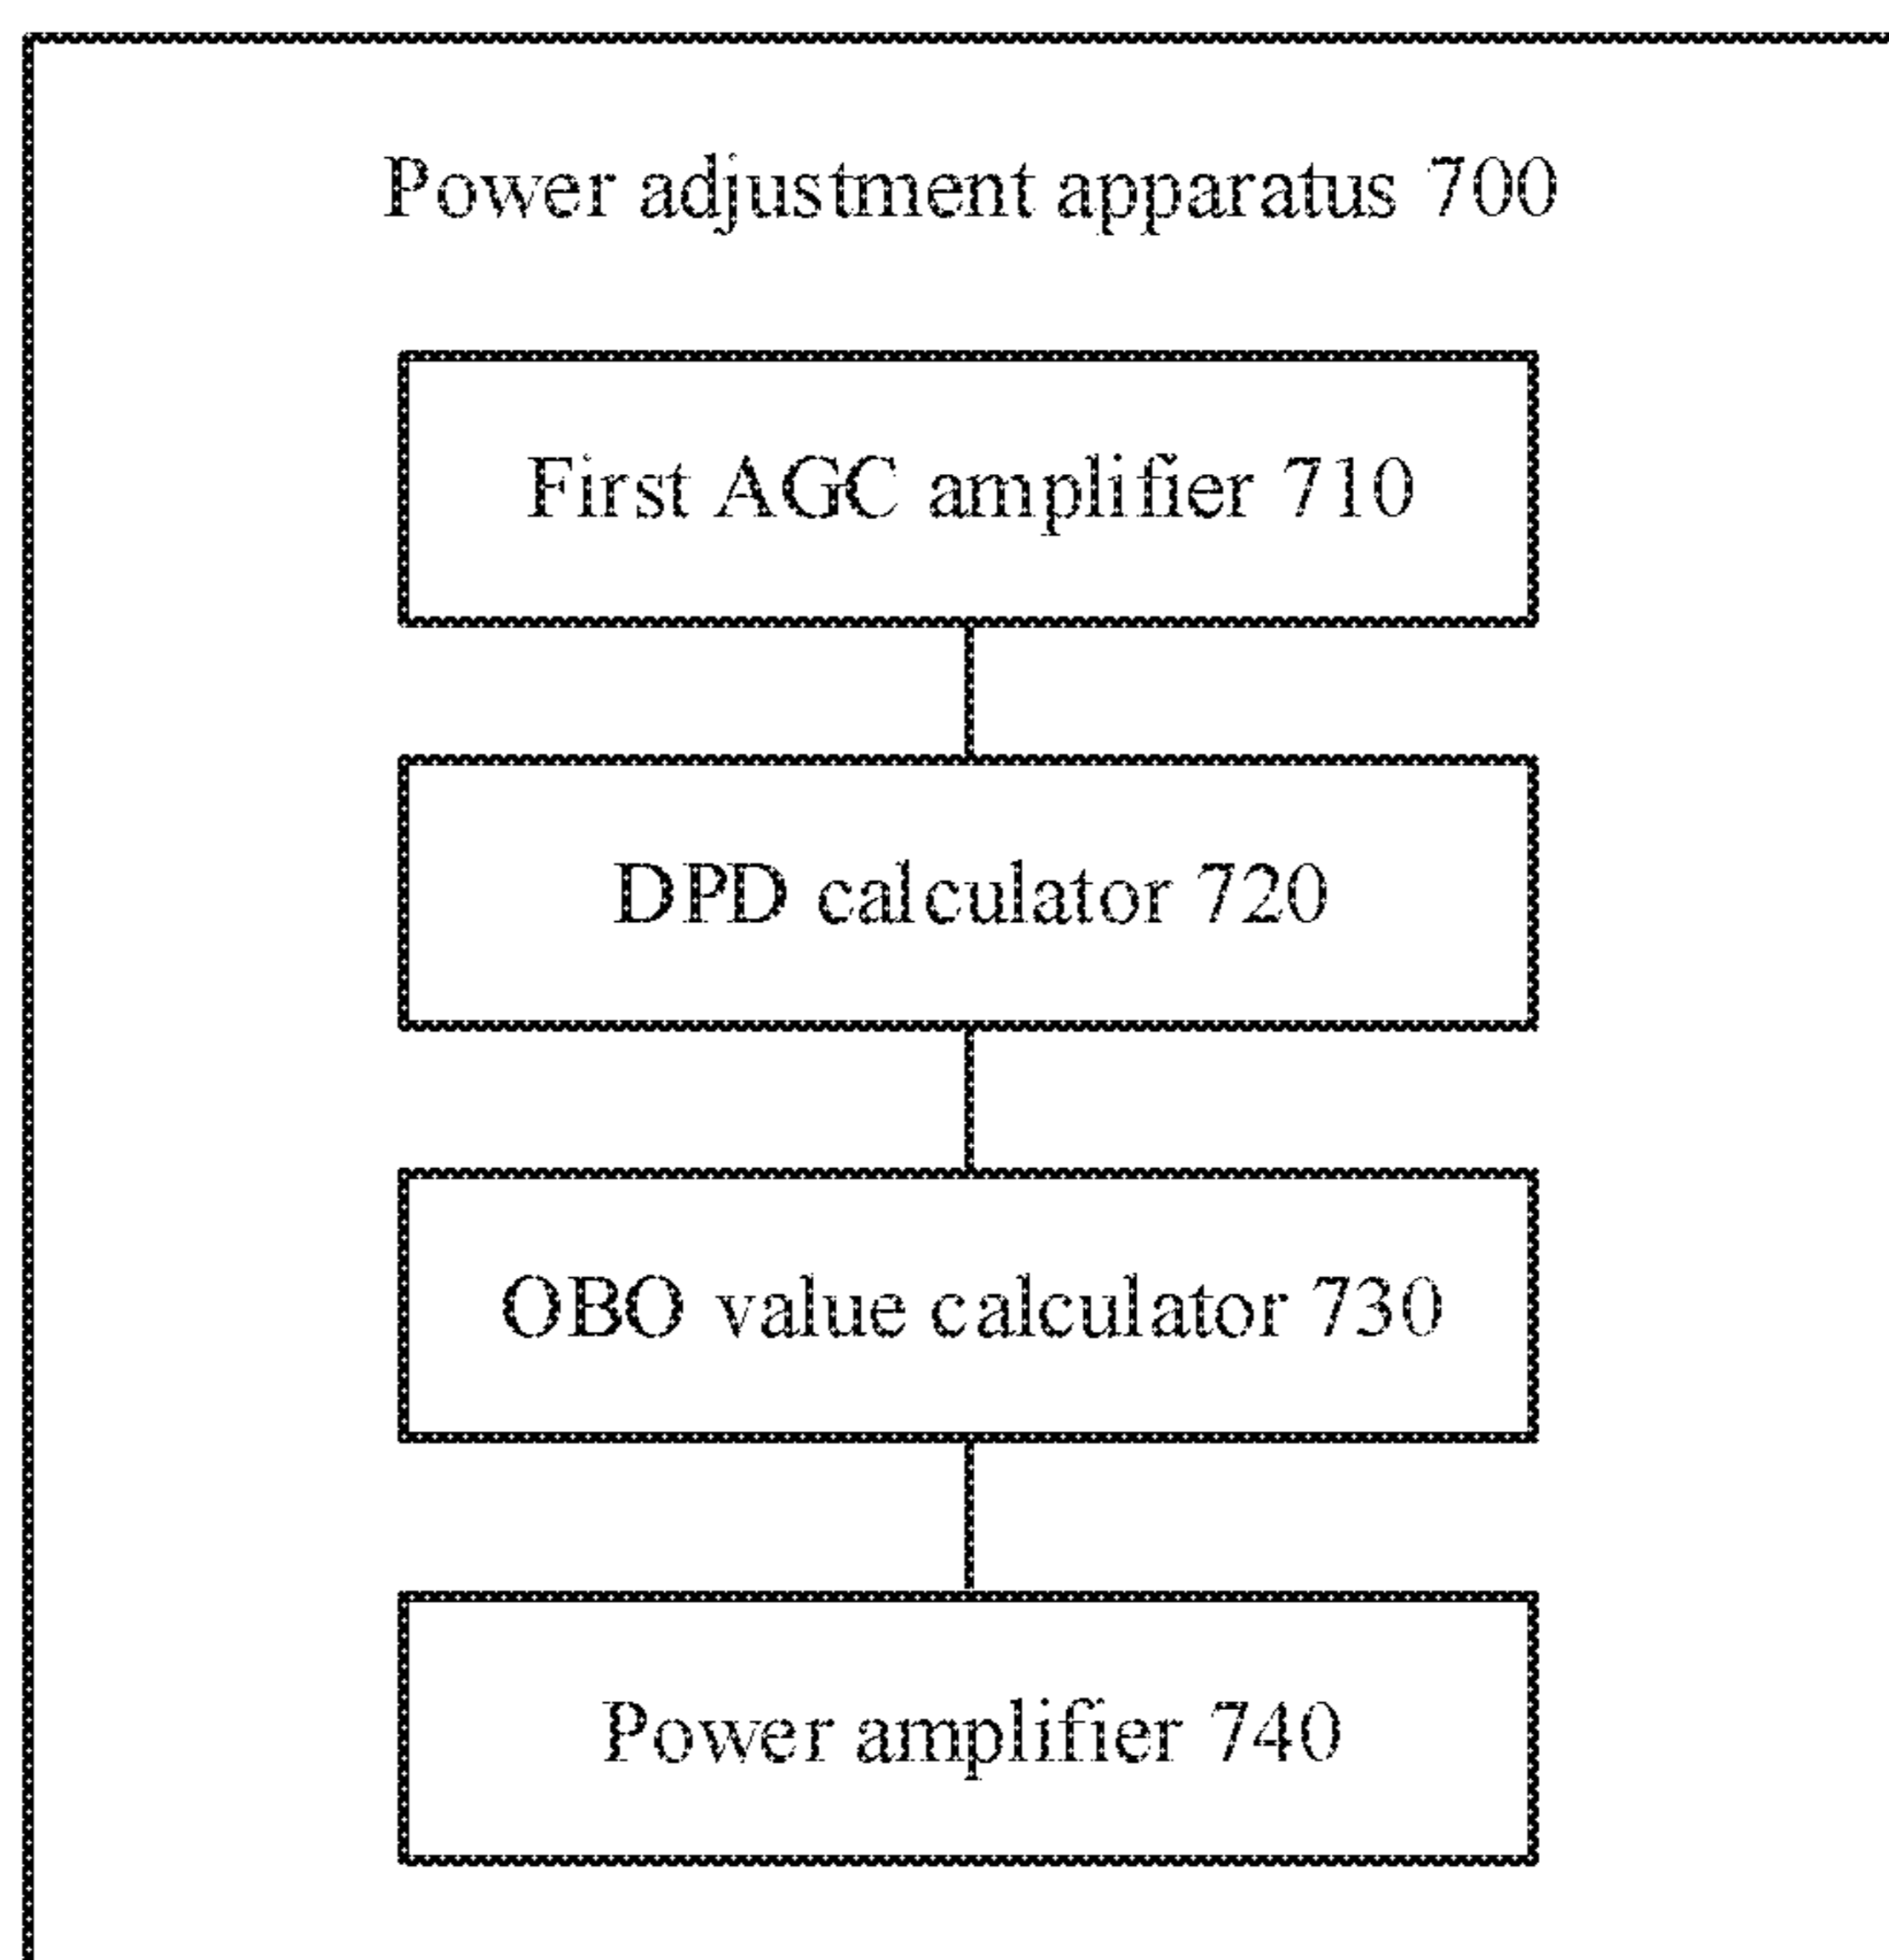 Power adjustment apparatus 700
First AGC amplifier 710
DPD calculator 720
OBO value calculator 730
Power amplifier 740